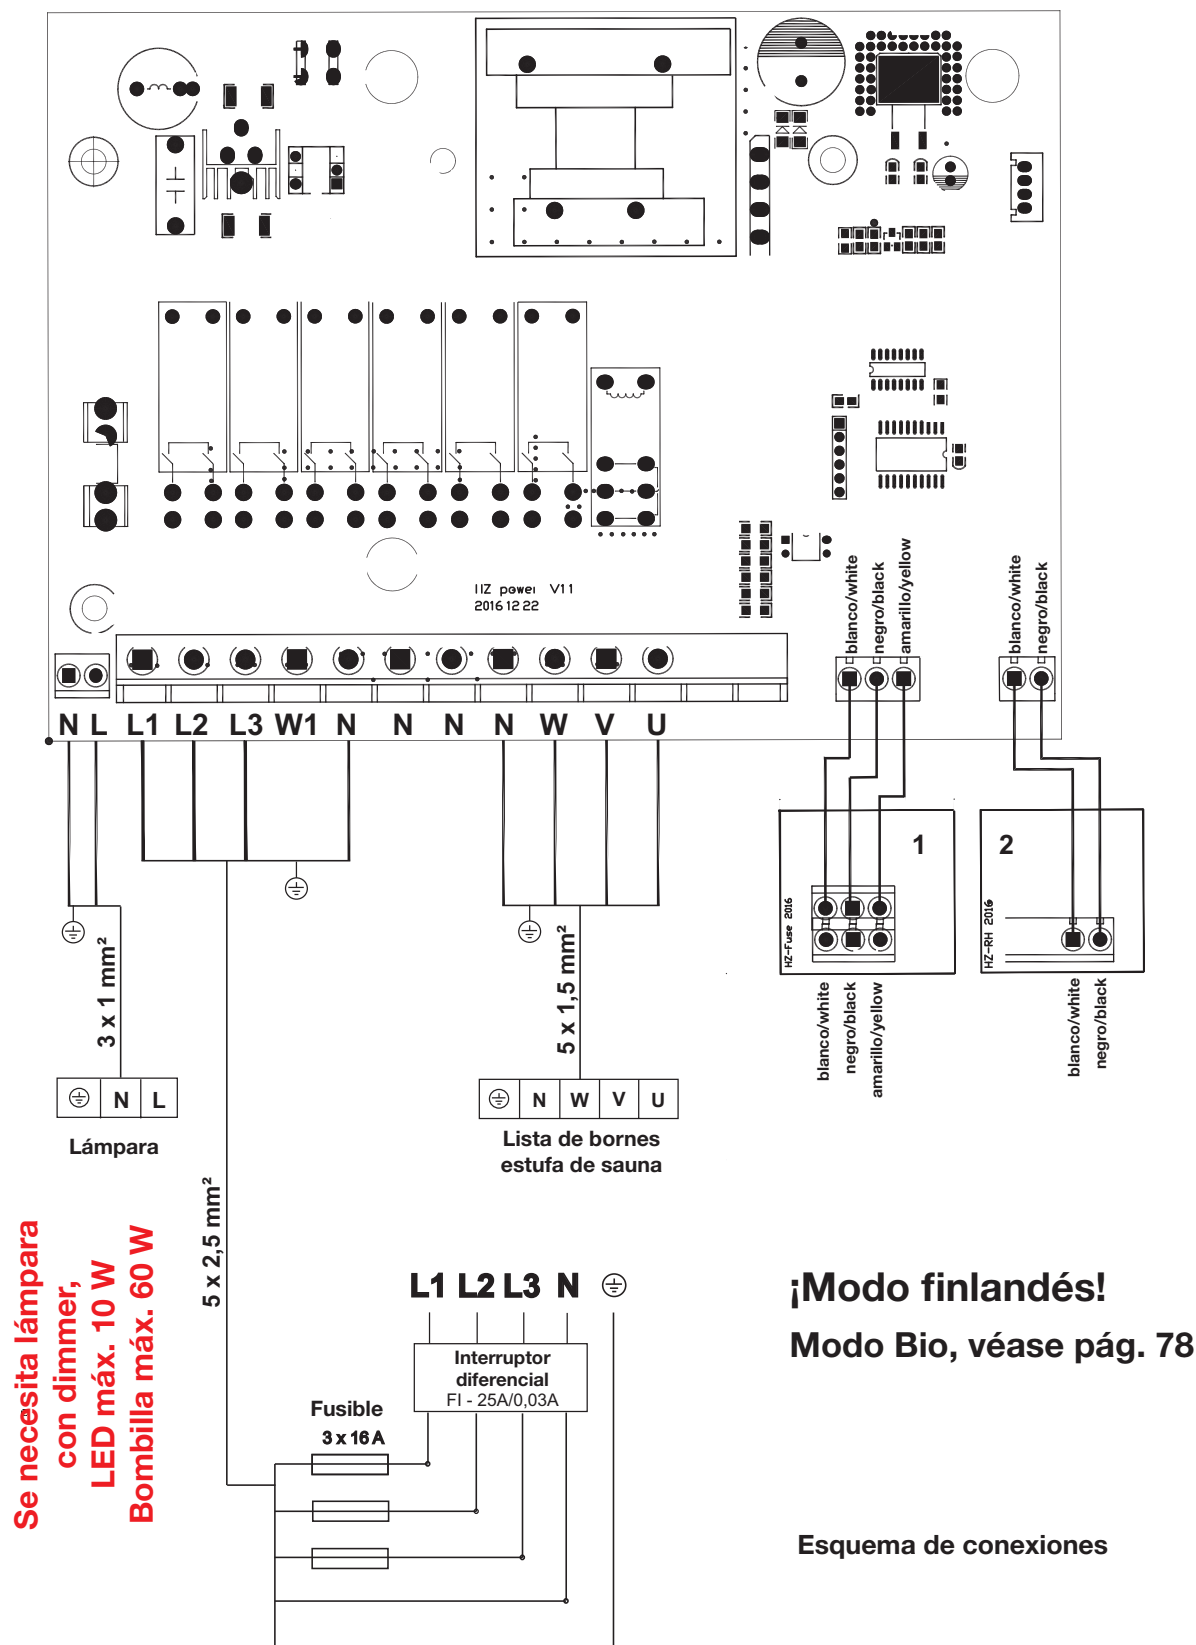 HZ power V11
2016 12 22
blanco/white
negro/black
amarillo/yellow
blanco/white
negro/black
N L L1 L2 L3 W1 N N N N W V U
1
HZ-Fuse 2016
2
HZ-RH 2016
blanco/white
negro/black
amarillo/yellow
blanco/white
negro/black
3 x 1 mm²
N L
Lámpara
5 x 1,5 mm²
N W V U
Lista de bornes
estufa de sauna
5 x 2,5 mm²
Se necesita lámpara
con dimmer,
LED máx. 10 W
Bombilla máx. 60 W
L1 L2 L3 N
Interruptor
diferencial
FI - 25A/0,03A
Fusible
3 x 16 A
¡Modo finlandés!
Modo Bio, véase pág. 78
Esquema de conexiones